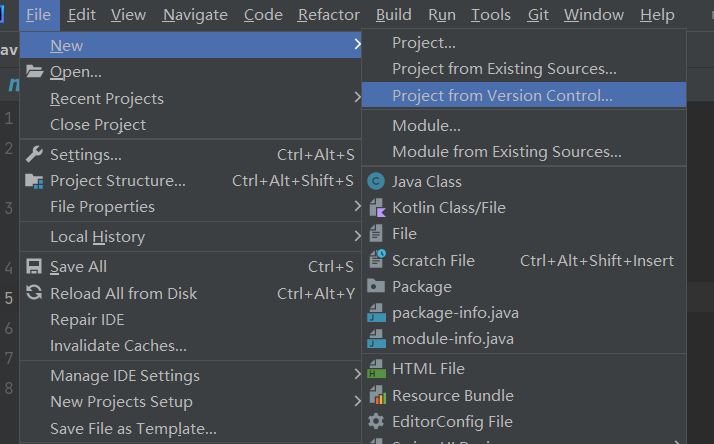 File Edit View Navigate Code Refactor Build Run Tools Git Window Help
av
New
Open...
Recent Projects
Close Project
Settings... Ctrl+Alt+S
Project Structure... Ctrl+Alt+Shift+S
File Properties
Local History
Save All Ctrl+S
Reload All from Disk Ctrl+Alt+Y
Repair IDE
Invalidate Caches...
Manage IDE Settings
New Projects Setup
Save File as Template...
Project...
Project from Existing Sources...
Project from Version Control...
Module...
Module from Existing Sources...
Java Class
Kotlin Class/File
File
Scratch File Ctrl+Alt+Shift+Insert
Package
package-info.java
module-info.java
HTML File
Resource Bundle
EditorConfig File
1
2
3
4
5
6
7
8